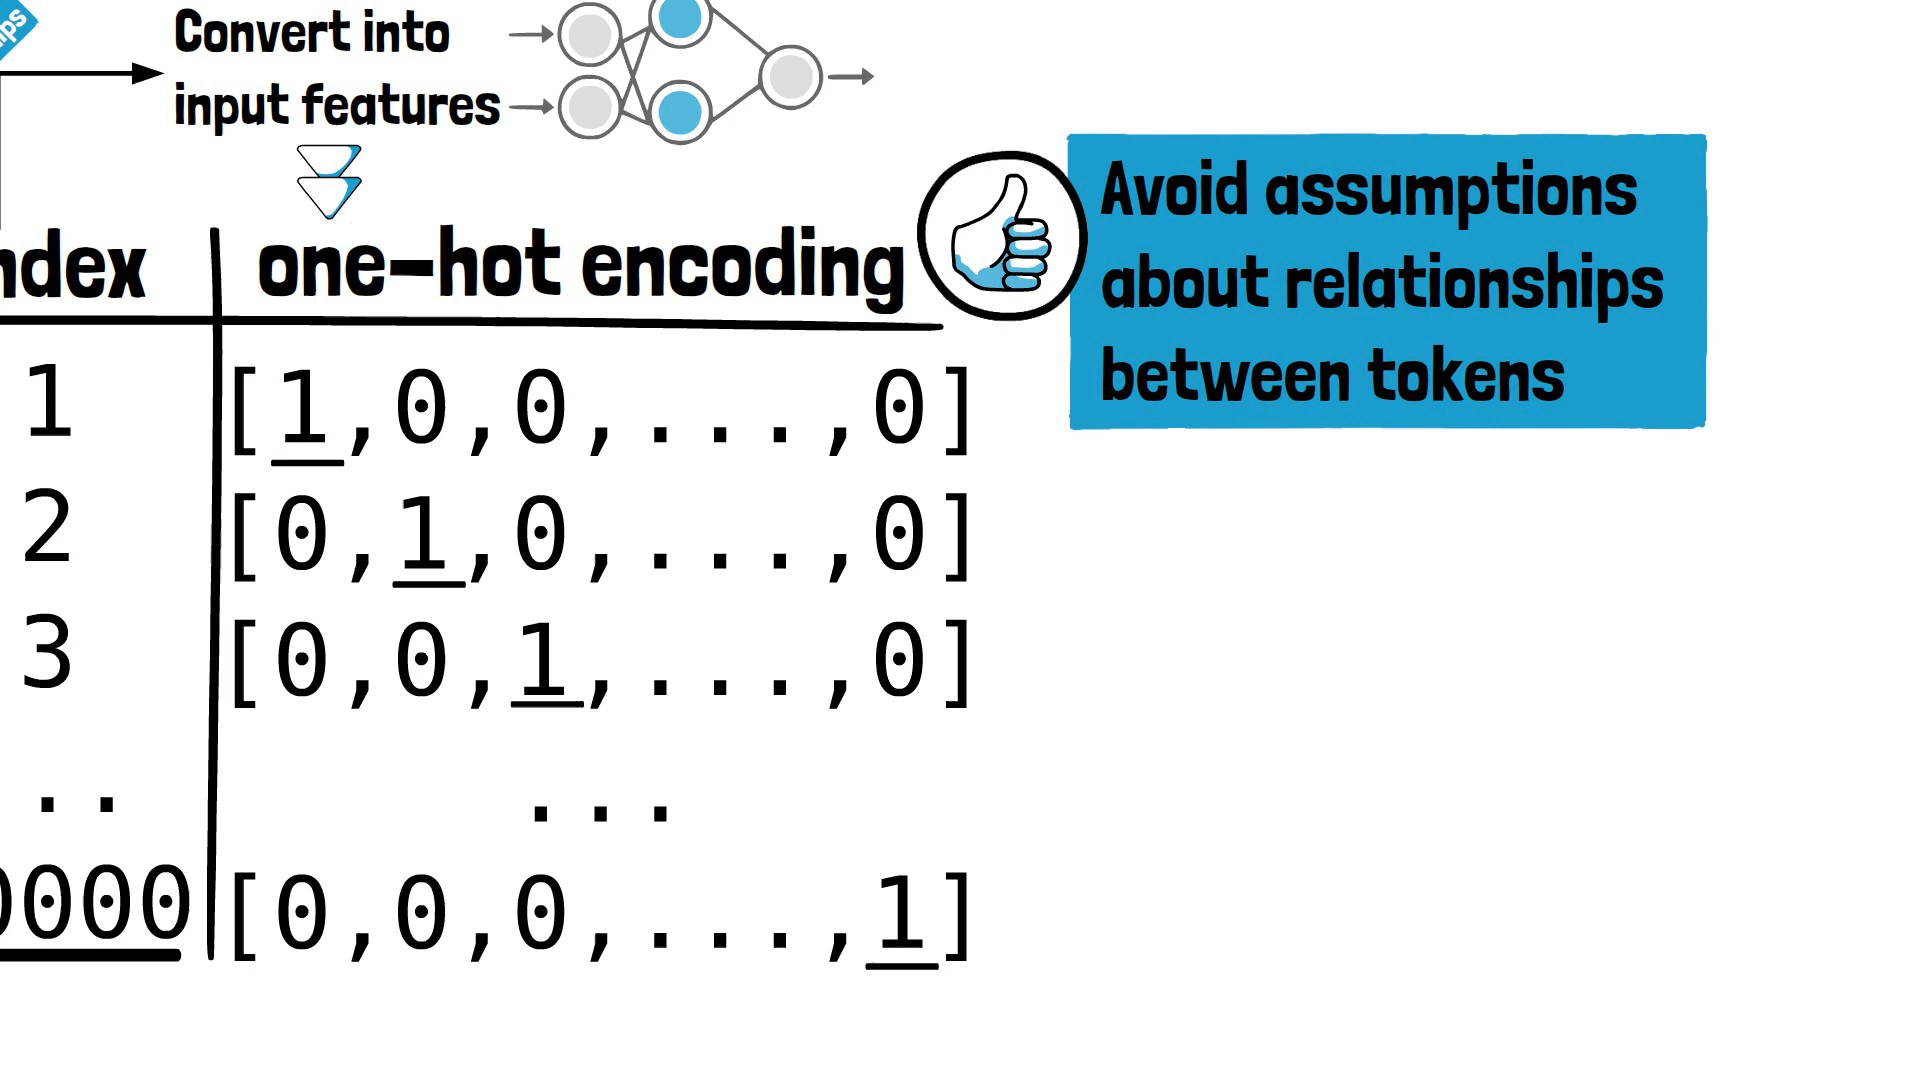 Convert into
input features
ndex
one-hot encoding
Avoid assumptions
about relationships
between tokens
1 [1,0,0,...,0]
2 [0,1,0,...,0]
3 [0,0,1,...,0]
.. ...
0000 [0,0,0,...,1]